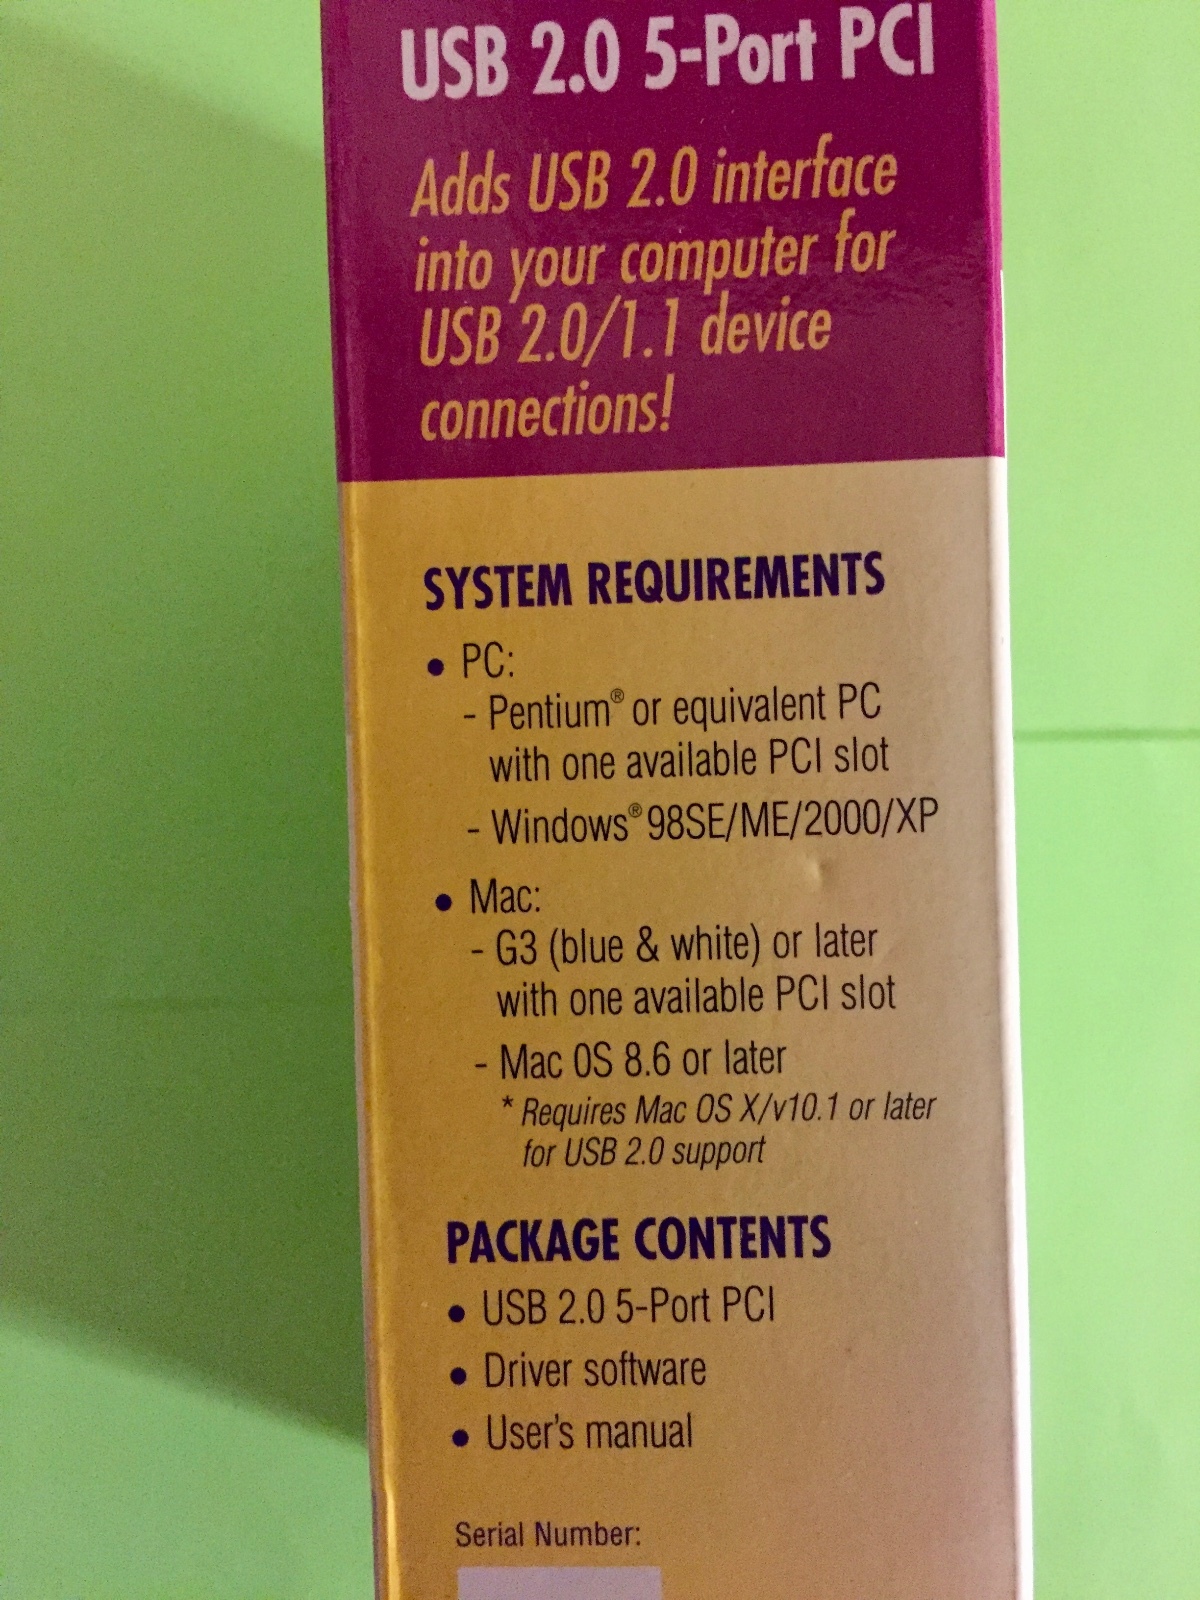 USB 2.0 5-Port PCI
Adds USB 2.0 interface
into your computer for
USB 2.0/1.1 device
connections!
SYSTEM REQUIREMENTS
• PC:
- Pentium® or equivalent PC
with one available PCI slot
- Windows® 98SE/ME/2000/XP
• Mac:
- G3 (blue & white) or later
with one available PCI slot
- Mac OS 8.6 or later
* Requires Mac OS X/v10.1 or later
for USB 2.0 support
PACKAGE CONTENTS
• USB 2.0 5-Port PCI
• Driver software
• User's manual
Serial Number: